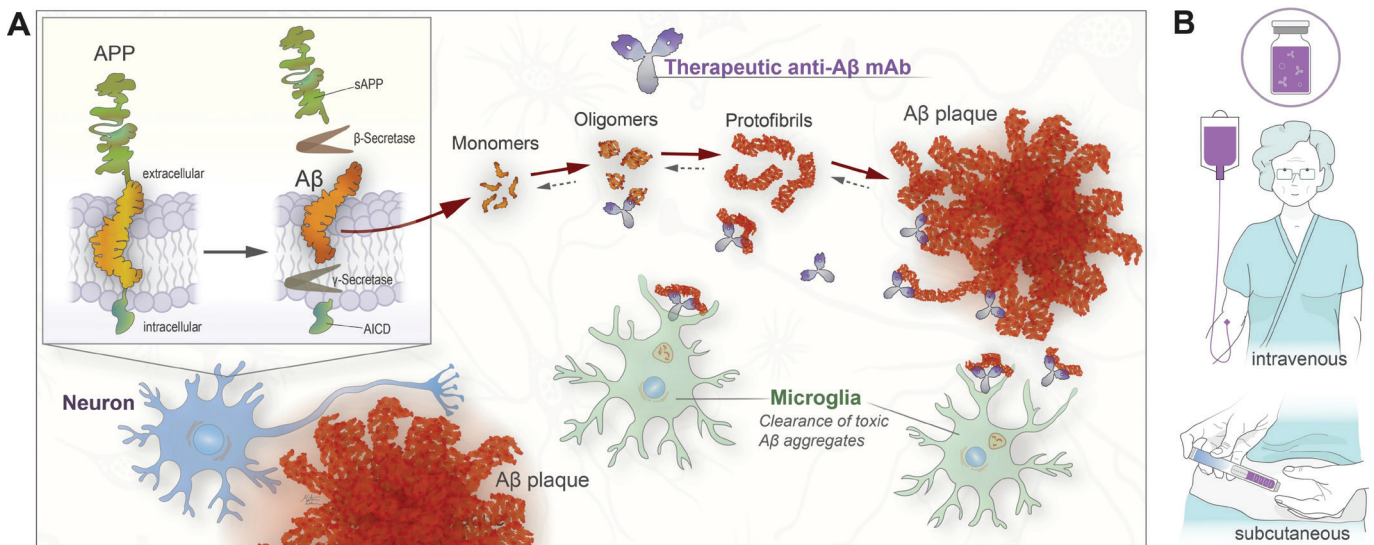 A
APP
sAPP
β-Secretase
extracellular
Aβ
γ-Secretase
intracellular
AICD
Monomers
Oligomers
Protofibrils
Therapeutic anti-Aβ mAb
Aβ plaque
Neuron
Microglia
Clearance of toxic
Aβ aggregates
Aβ plaque
B
intravenous
subcutaneous